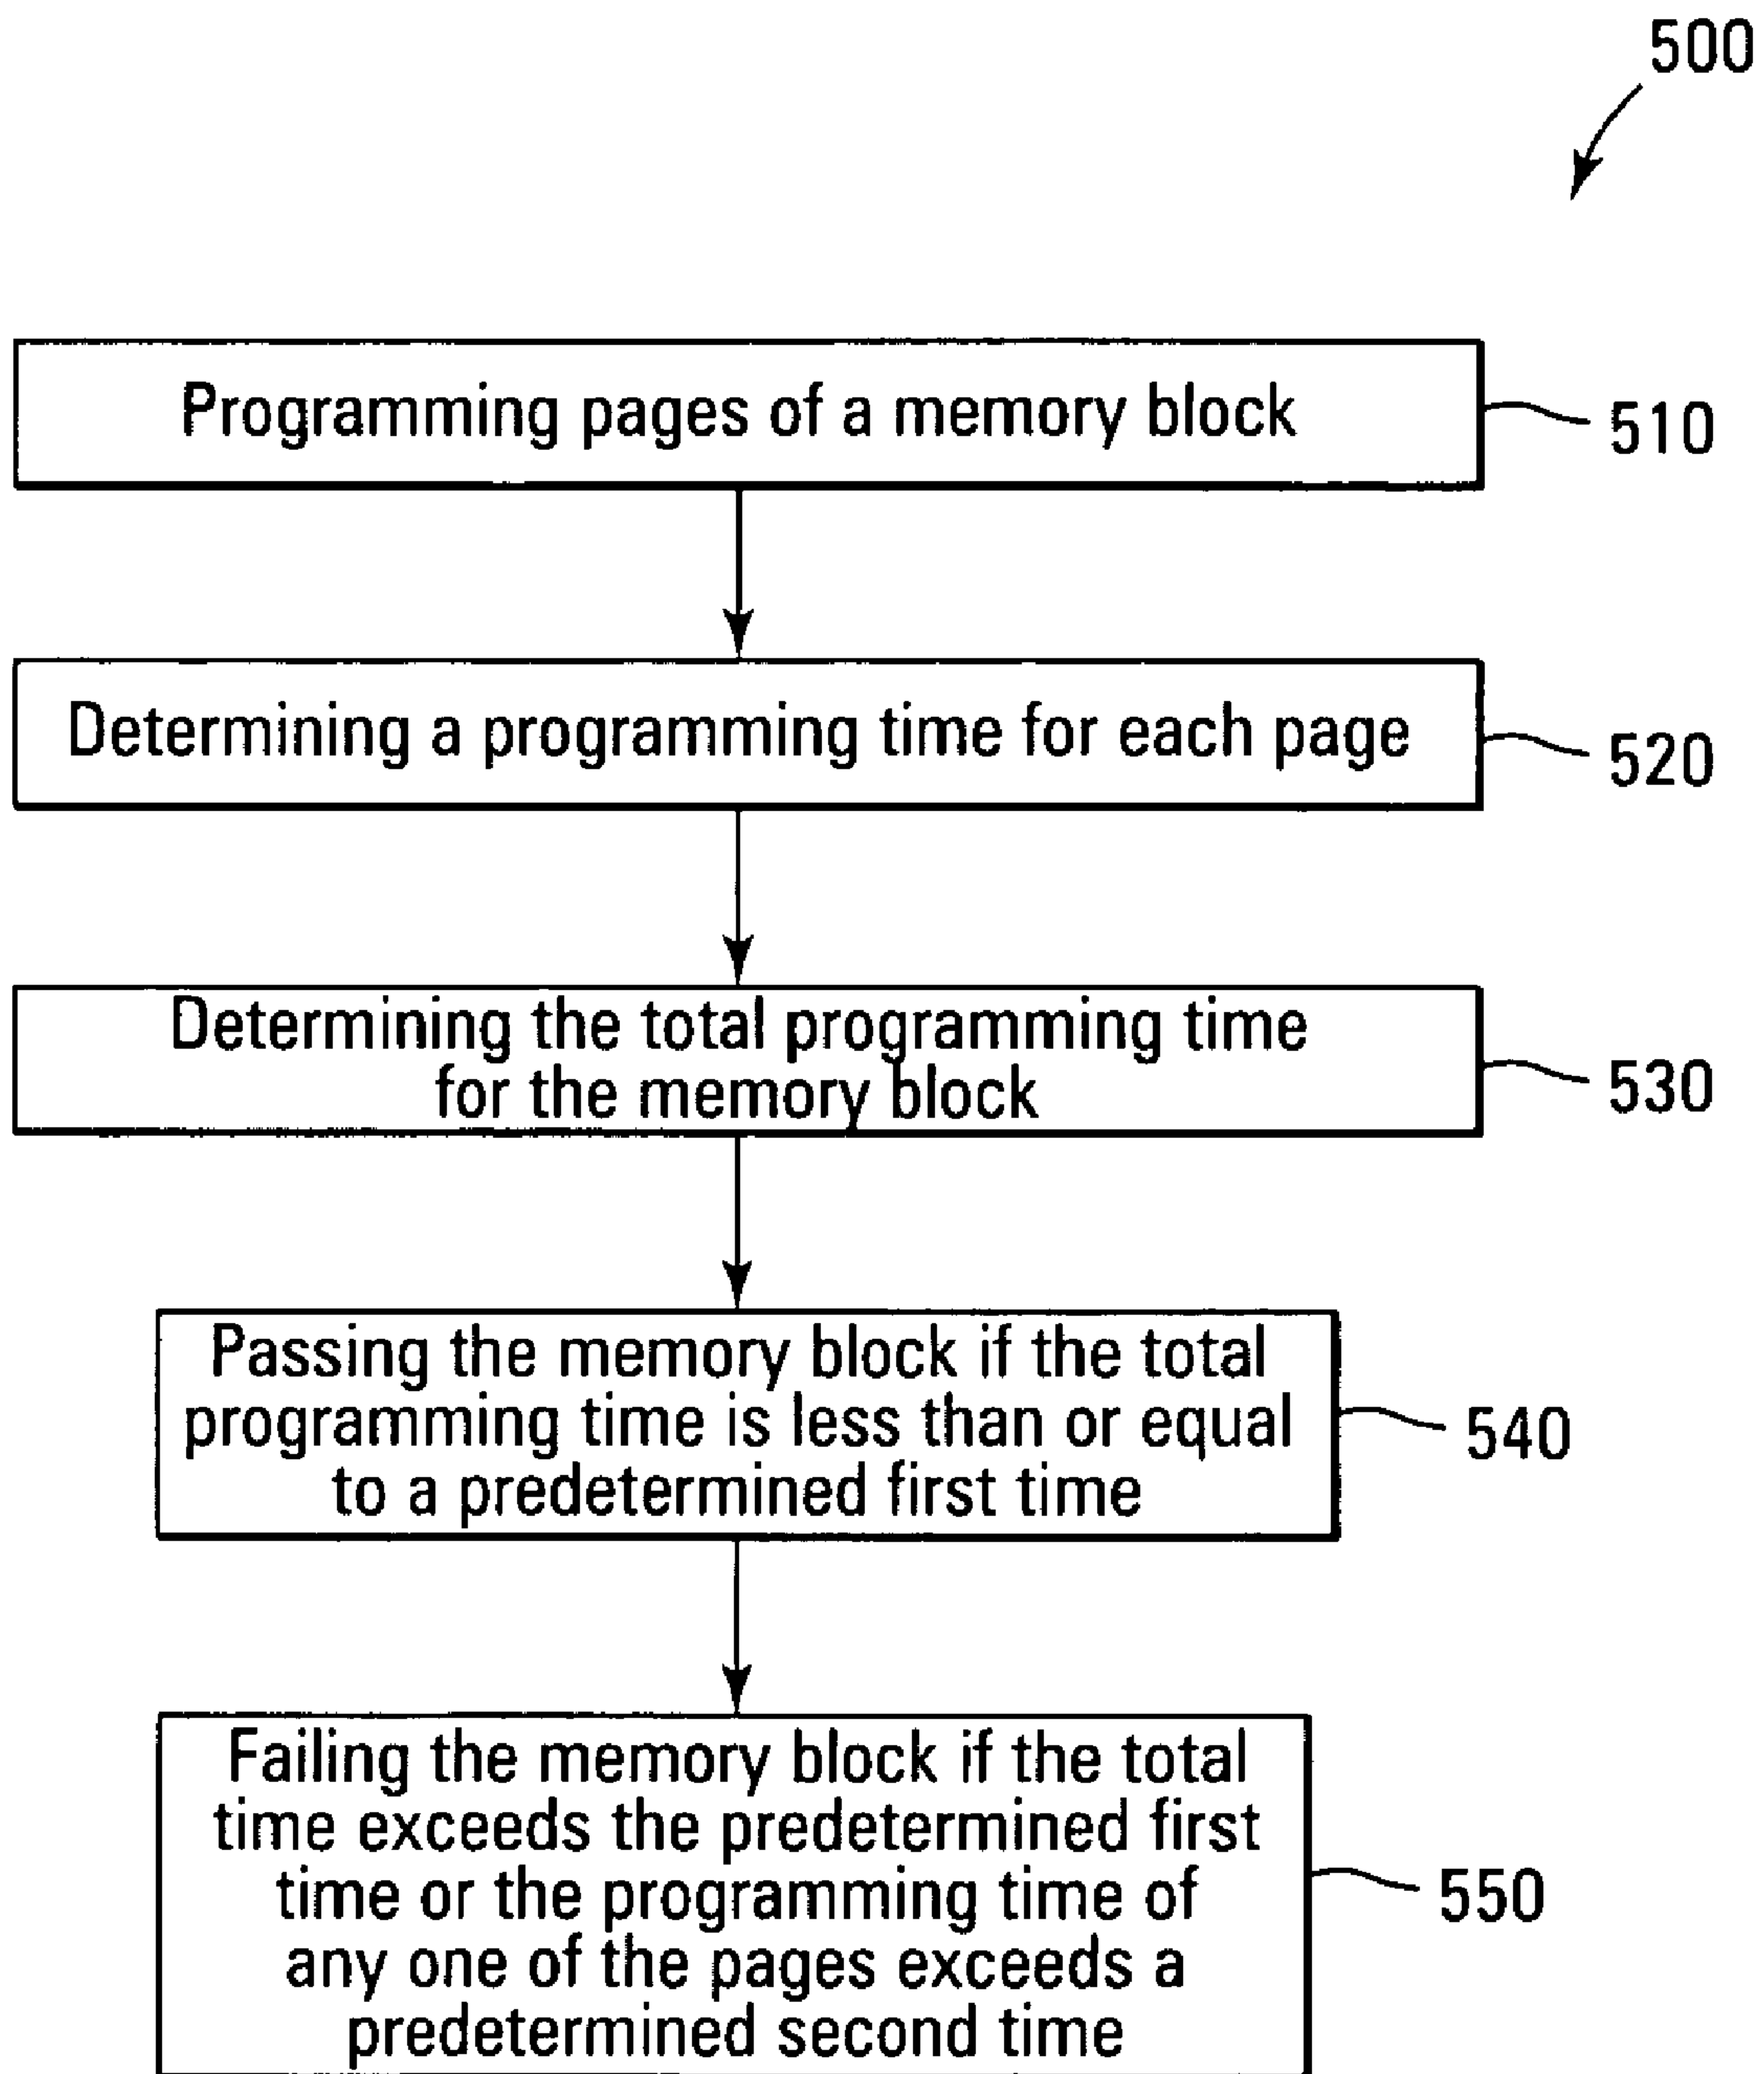 500
Programming pages of a memory block
510
Determining a programming time for each page
520
Determining the total programming time
for the memory block
530
Passing the memory block if the total
programming time is less than or equal
to a predetermined first time
540
Failing the memory block if the total
time exceeds the predetermined first
time or the programming time of
any one of the pages exceeds a
predetermined second time
550